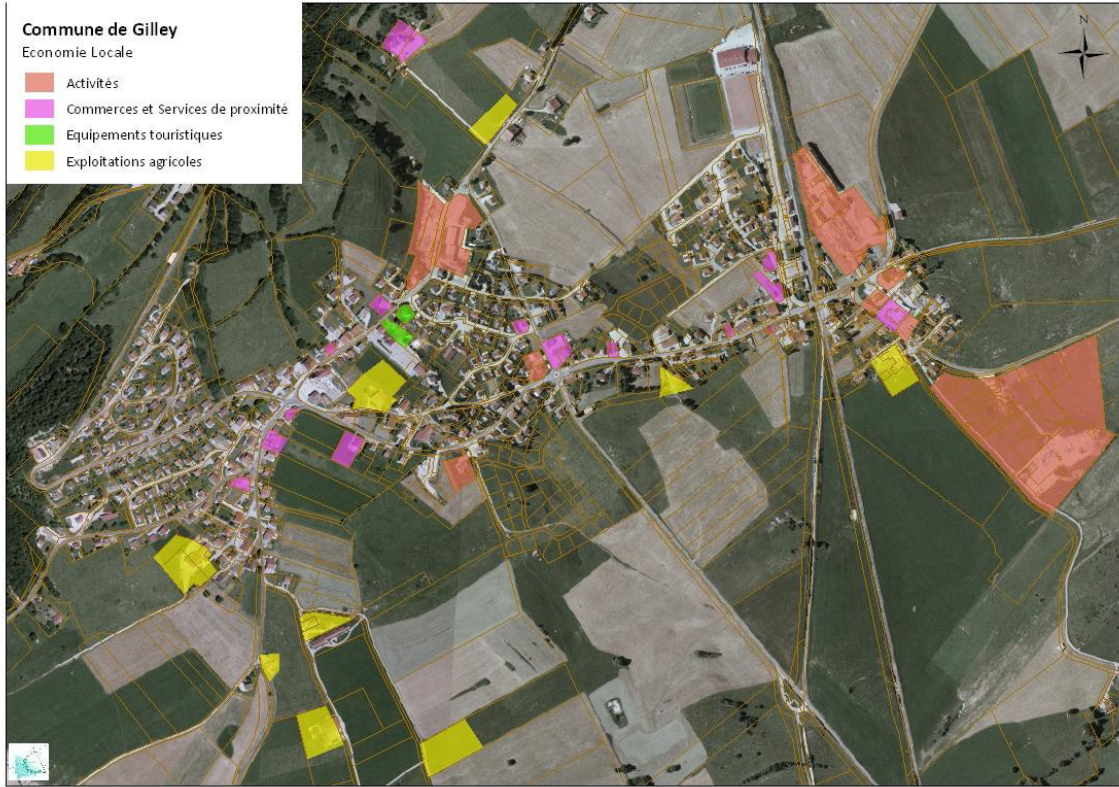 Commune de Gilley
Economie Locale
Activités
Commerces et Services de proximité
Equipements touristiques
Exploitations agricoles
N